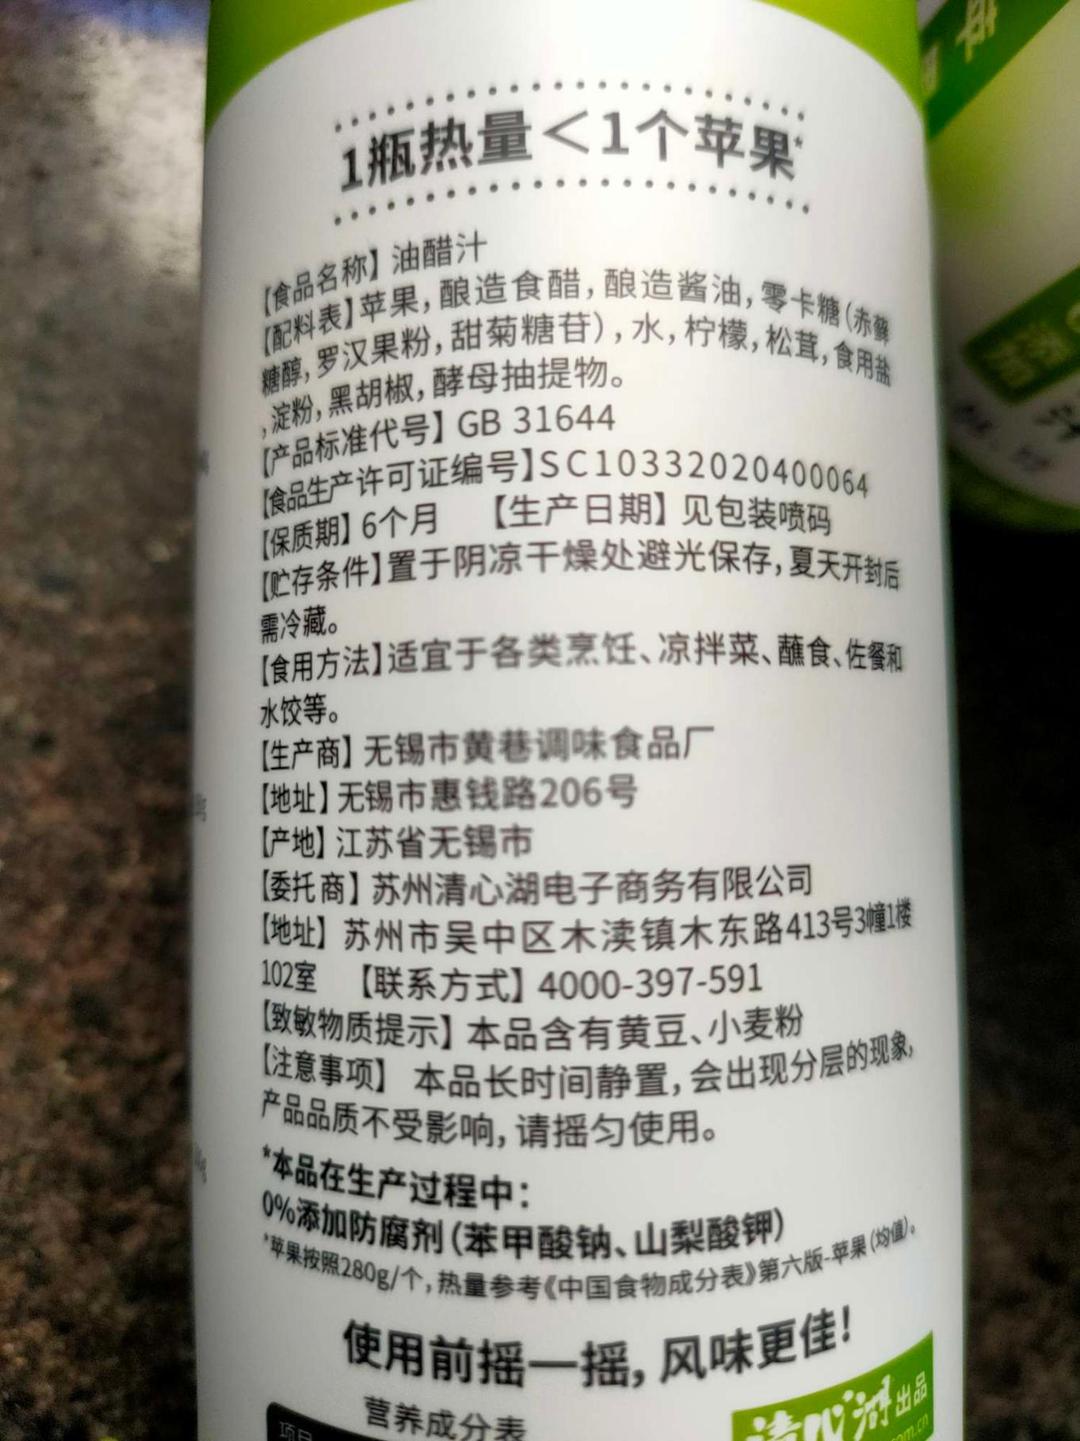 1瓶热量＜1个苹果*
【食品名称】油醋汁
【配料表】苹果，酿造食醋，酿造酱油，零卡糖（赤藓
糖醇，罗汉果粉，甜菊糖苷），水，柠檬，松茸，食用盐
，淀粉，黑胡椒，酵母抽提物。
【产品标准代号】GB 31644
【食品生产许可证编号】SC10332020400064
【保质期】6个月 【生产日期】见包装喷码
【贮存条件】置于阴凉干燥处避光保存，夏天开封后
需冷藏。
【食用方法】适宜于各类烹饪、凉拌菜、蘸食、佐餐和
水饺等。
【生产商】无锡市黄巷调味食品厂
【地址】无锡市惠钱路206号
【产地】江苏省无锡市
【委托商】苏州清心湖电子商务有限公司
【地址】苏州市吴中区木渎镇木东路413号3幢1楼
102室 【联系方式】4000-397-591
【致敏物质提示】本品含有黄豆、小麦粉
【注意事项】本品长时间静置，会出现分层的现象，
产品品质不受影响，请摇匀使用。
*本品在生产过程中：
0%添加防腐剂（苯甲酸钠、山梨酸钾）
*苹果按照280g/个，热量参考《中国食物成分表》第六版-苹果（均值）。
使用前摇一摇，风味更佳！
清心湖出品
营养成分表
项目